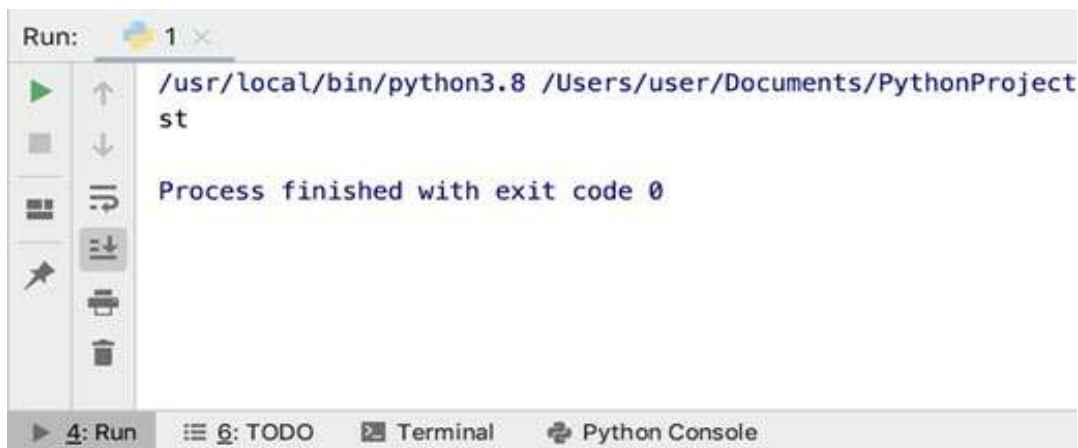 Run: 1
/usr/local/bin/python3.8 /Users/user/Documents/PythonProject
st
Process finished with exit code 0
4: Run 6: TODO Terminal Python Console